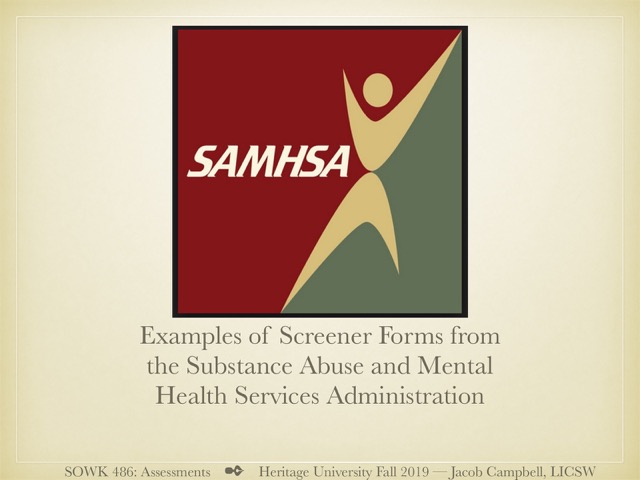 SAMHSA
Examples of Screener Forms from
the Substance Abuse and Mental
Health Services Administration
SOWK 486: Assessments ✒ Heritage University Fall 2019 — Jacob Campbell, LICSW